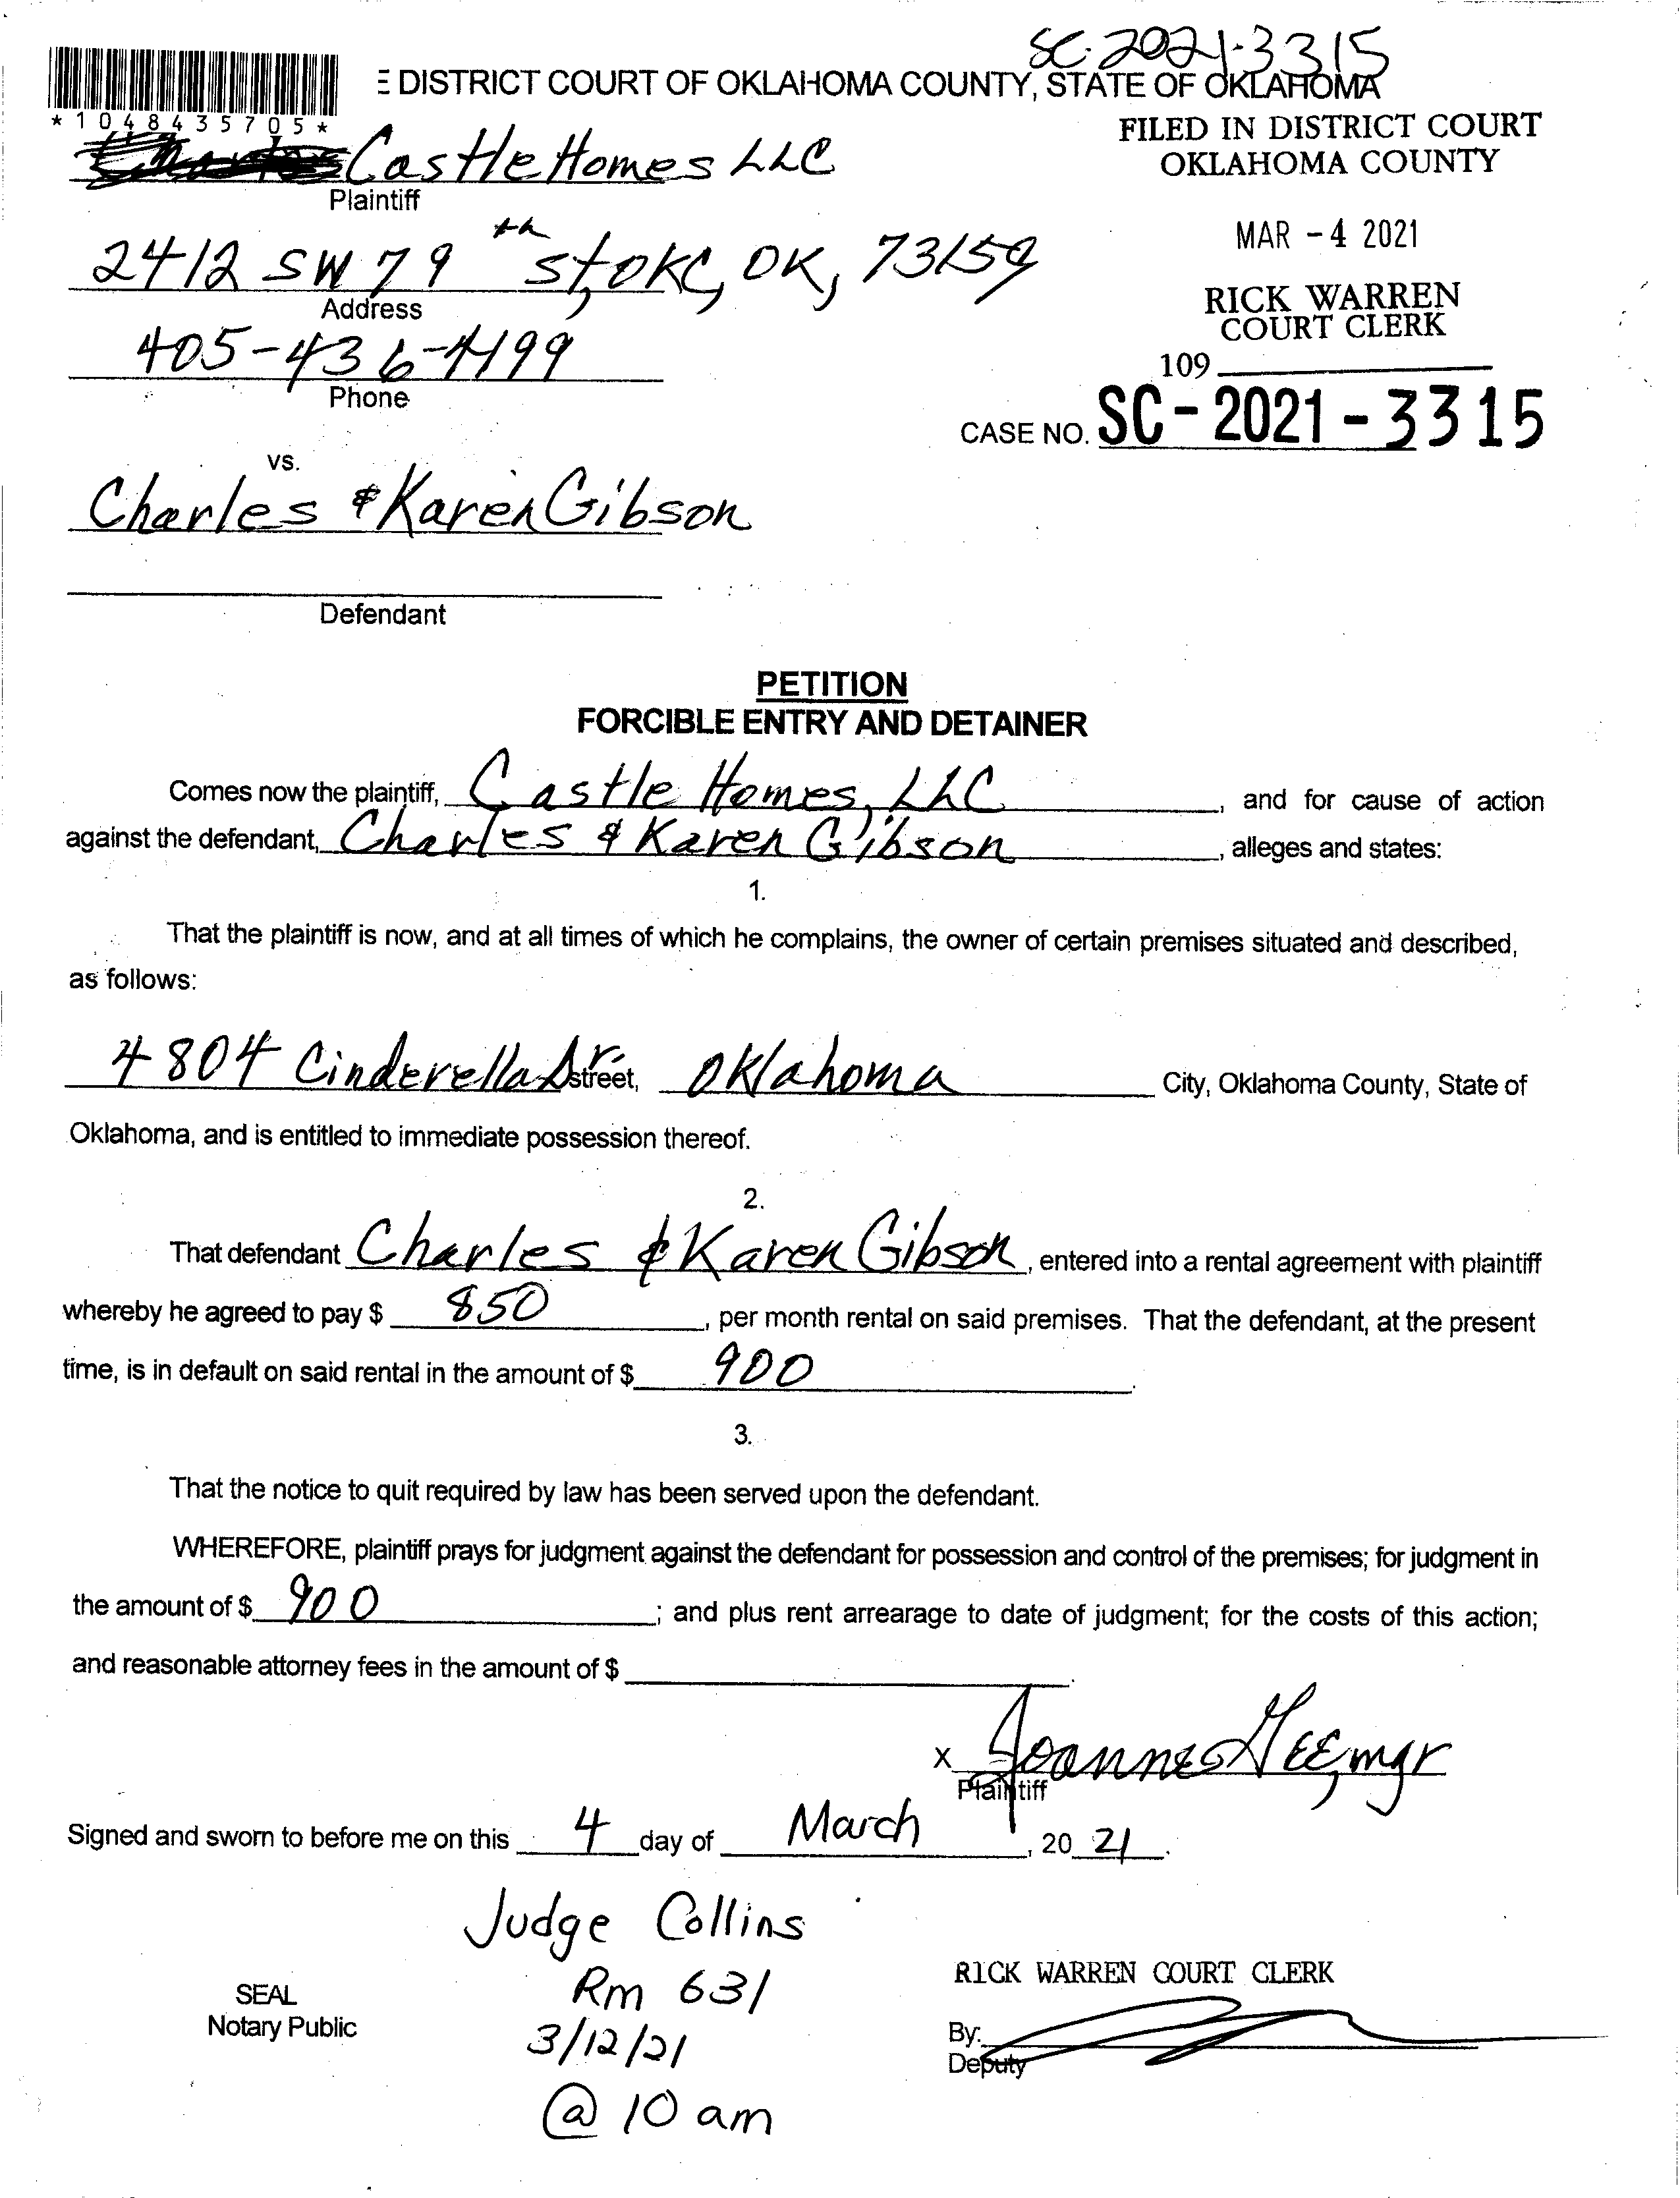 SC-2021-3315
E DISTRICT COURT OF OKLAHOMA COUNTY, STATE OF OKLAHOMA
*1048435705*
FILED IN DISTRICT COURT
OKLAHOMA COUNTY
Castle Homes LLC
Plaintiff
MAR -4 2021
2412 SW 79th St, OKC, OK, 73159
Address
RICK WARREN
COURT CLERK
405-436-4199
Phone
109
CASE NO. SC-2021-3315
vs.
Charles & Karen Gibson
Defendant
PETITION
FORCIBLE ENTRY AND DETAINER
Comes now the plaintiff, Castle Homes, LLC, and for cause of action
against the defendant, Charles & Karen Gibson, alleges and states:
1.
That the plaintiff is now, and at all times of which he complains, the owner of certain premises situated and described,
as follows:
4804 Cinderella Dr. Street, Oklahoma City, Oklahoma County, State of
Oklahoma, and is entitled to immediate possession thereof.
2.
That defendant Charles & Karen Gibson, entered into a rental agreement with plaintiff
whereby he agreed to pay $ 850, per month rental on said premises. That the defendant, at the present
time, is in default on said rental in the amount of $ 900.
3.
That the notice to quit required by law has been served upon the defendant.
WHEREFORE, plaintiff prays for judgment against the defendant for possession and control of the premises; for judgment in
the amount of $ 900; and plus rent arrearage to date of judgment; for the costs of this action;
and reasonable attorney fees in the amount of $
X Joanne Gee, mgr
Plaintiff
Signed and sworn to before me on this 4 day of March, 2021.
Judge Collins
Rm 631
3/12/21
@ 10 am
SEAL
Notary Public
RICK WARREN COURT CLERK
By:
Deputy